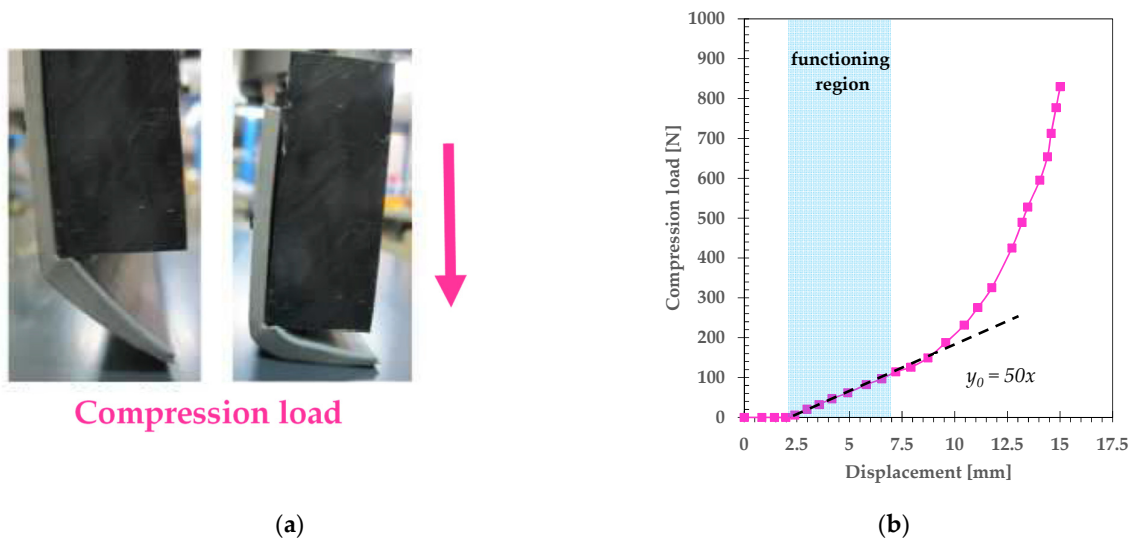 Compression load
(a)
1000
900
800
700
600
500
400
300
200
100
0
Compression load [N]
functioning
region
y₀ = 50x
0
2.5
5
7.5
10
12.5
15
17.5
Displacement [mm]
(b)